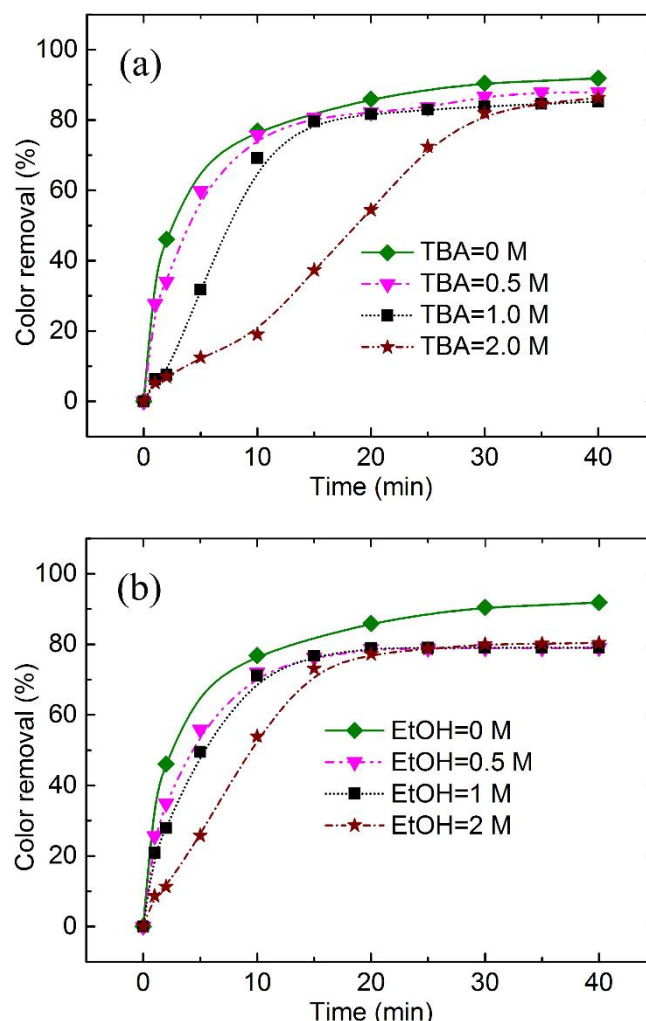 (a)
100
80
60
40
20
0
Color removal (%)
TBA=0 M
TBA=0.5 M
TBA=1.0 M
TBA=2.0 M
0 10 20 30 40
Time (min)
(b)
100
80
60
40
20
0
Color removal (%)
EtOH=0 M
EtOH=0.5 M
EtOH=1 M
EtOH=2 M
0 10 20 30 40
Time (min)